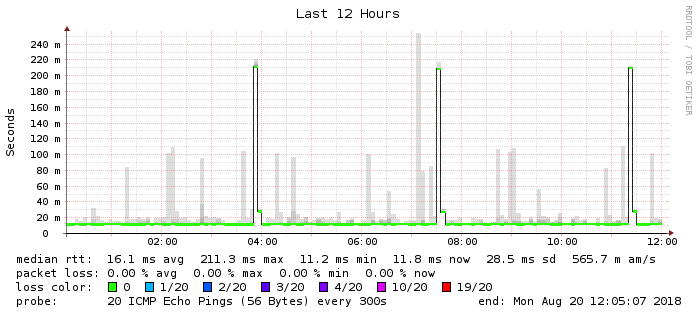 Last 12 Hours
RRDTOOL / TOBI OETIKER
Seconds
240 m
220 m
200 m
180 m
160 m
140 m
120 m
100 m
80 m
60 m
40 m
20 m
0
02:00 04:00 06:00 08:00 10:00 12:00
median rtt: 16.1 ms avg 211.3 ms max 11.2 ms min 11.8 ms now 28.5 ms sd 565.7 m am/s
packet loss: 0.00 % avg 0.00 % max 0.00 % min 0.00 % now
loss color: 0 1/20 2/20 3/20 4/20 10/20 19/20
probe: 20 ICMP Echo Pings (56 Bytes) every 300s end: Mon Aug 20 12:05:07 2018